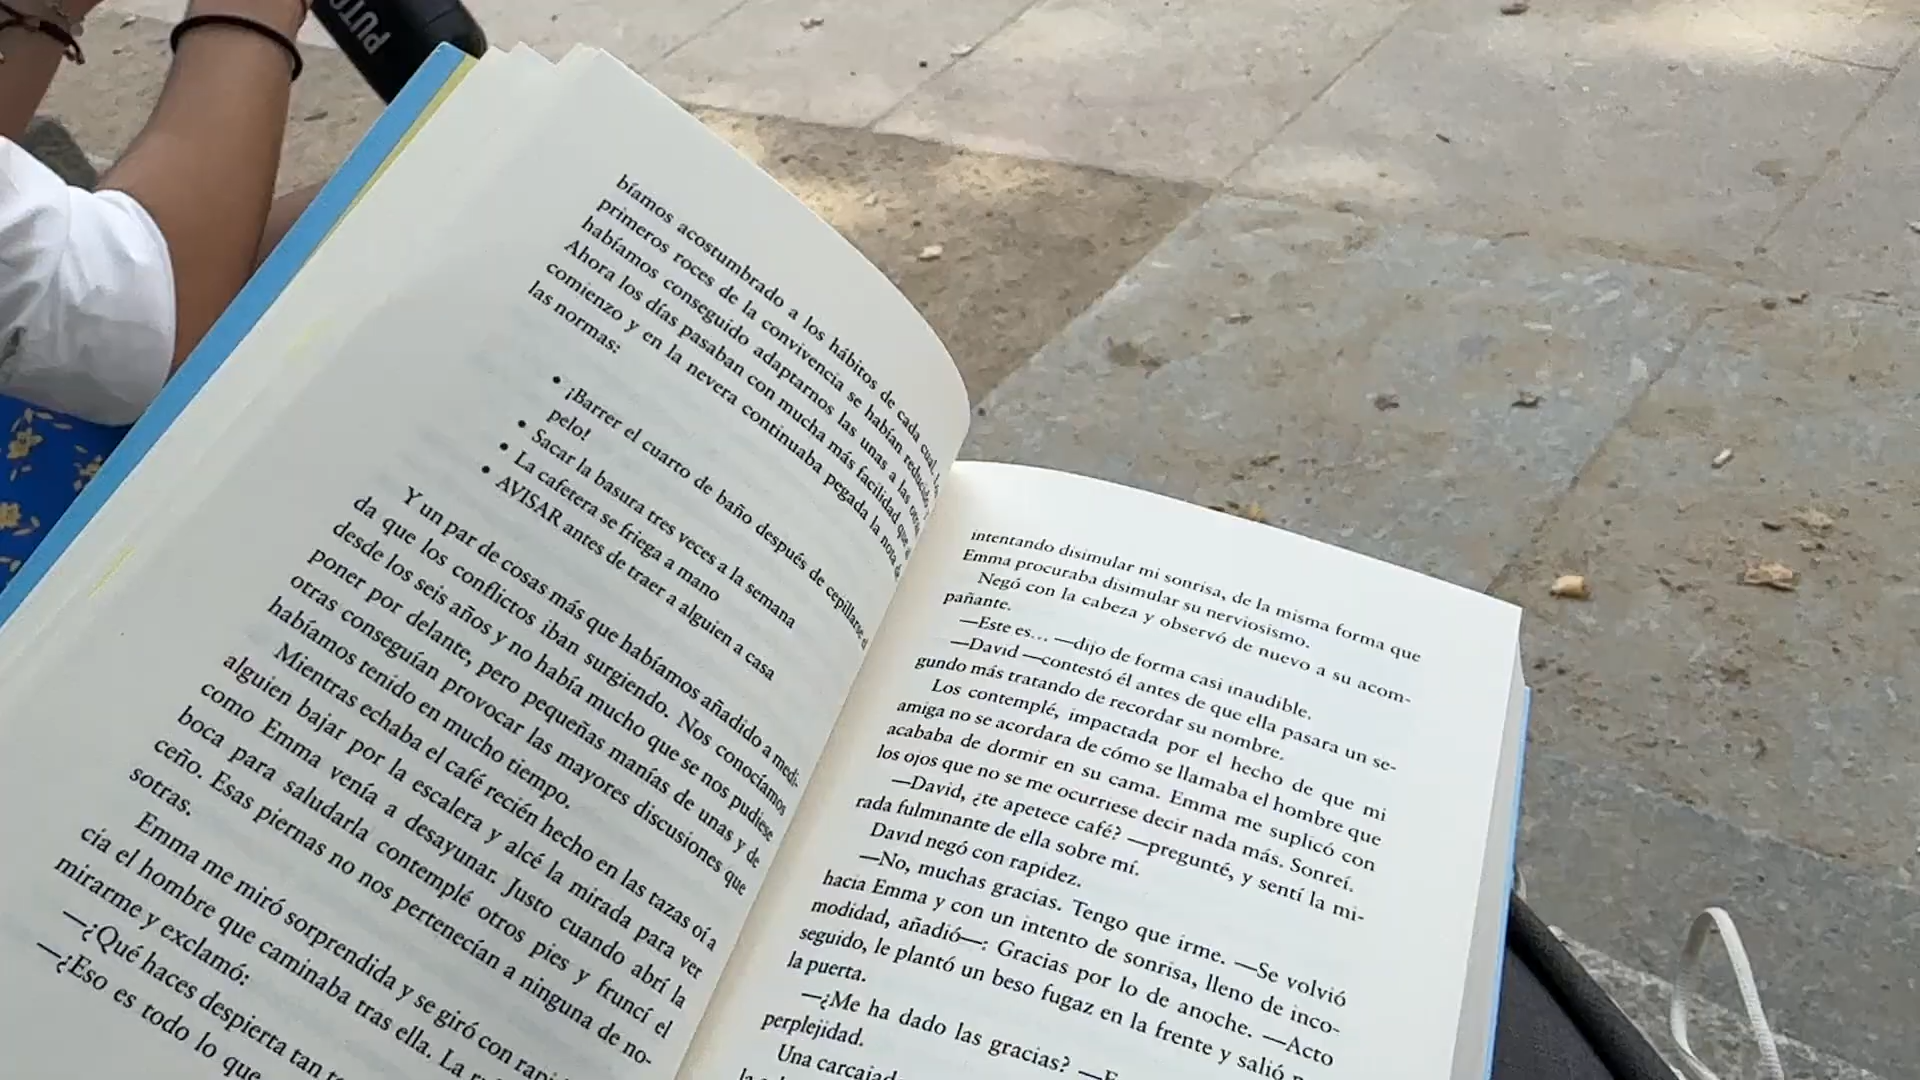 PUTO
bíamos acostumbrado a los hábitos de cada cual. Los
primeros roces de la convivencia se habían reducido y
habíamos conseguido adaptarnos las unas a las otras.
Ahora los días pasaban con mucha más facilidad que al
comienzo y en la nevera continuaba pegada la nota de
las normas:
• ¡Barrer el cuarto de baño después de cepillarse el
pelo!
• Sacar la basura tres veces a la semana
• La cafetera se friega a mano
• AVISAR antes de traer a alguien a casa
Y un par de cosas más que habíamos añadido a medi-
da que los conflictos iban surgiendo. Nos conocíamos
desde los seis años y no había mucho que se nos pudiese
poner por delante, pero pequeñas manías de unas y de
otras conseguían provocar las mayores discusiones que
habíamos tenido en mucho tiempo.
Mientras echaba el café recién hecho en las tazas oí a
alguien bajar por la escalera y alcé la mirada para ver
como Emma venía a desayunar. Justo cuando abrí la
boca para saludarla contemplé otros pies y fruncí el
ceño. Esas piernas no nos pertenecían a ninguna de no-
sotras.
Emma me miró sorprendida y se giró con
cía el hombre que caminaba tras ella. La
mirarme y exclamó:
—¿Qué haces despierta tan
—¿Eso es todo lo que
intentando disimular mi sonrisa, de la misma forma que
Emma procuraba disimular su nerviosismo.
Negó con la cabeza y observó de nuevo a su acom-
pañante.
—Este es... —dijo de forma casi inaudible.
—David —contestó él antes de que ella pasara un se-
gundo más tratando de recordar su nombre.
Los contemplé, impactada por el hecho de que mi
amiga no se acordara de cómo se llamaba el hombre que
acababa de dormir en su cama. Emma me suplicó con
los ojos que no se me ocurriese decir nada más. Sonreí.
—David, ¿te apetece café? —pregunté, y sentí la mi-
rada fulminante de ella sobre mí.
David negó con rapidez.
—No, muchas gracias. Tengo que irme. —Se volvió
hacia Emma y con un intento de sonrisa, lleno de inco-
modidad, añadió—: Gracias por lo de anoche. —Acto
seguido, le plantó un beso fugaz en la frente y salió
la puerta.
—¿Me ha dado las gracias?
perplejidad.
Una